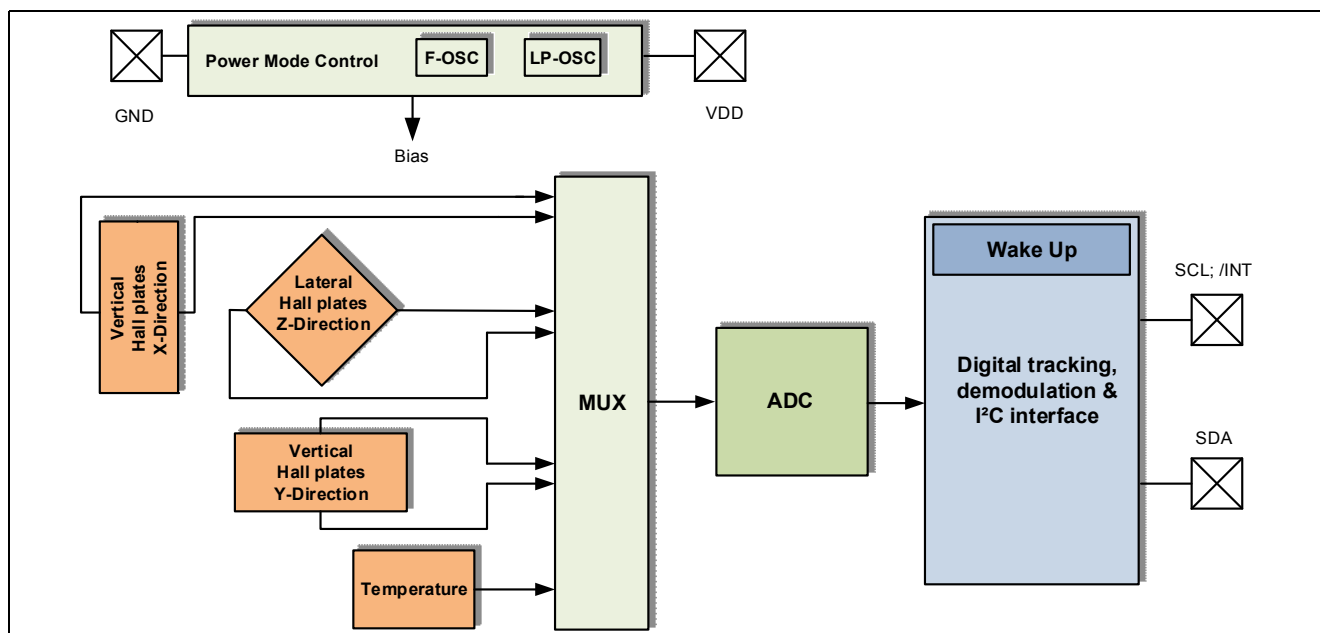 Power Mode Control
F-OSC
LP-OSC
GND
VDD
Bias
Vertical
Hall plates
X-Direction
Lateral
Hall plates
Z-Direction
Vertical
Hall plates
Y-Direction
Temperature
MUX
ADC
Wake Up
Digital tracking,
demodulation &
I²C interface
SCL; /INT
SDA